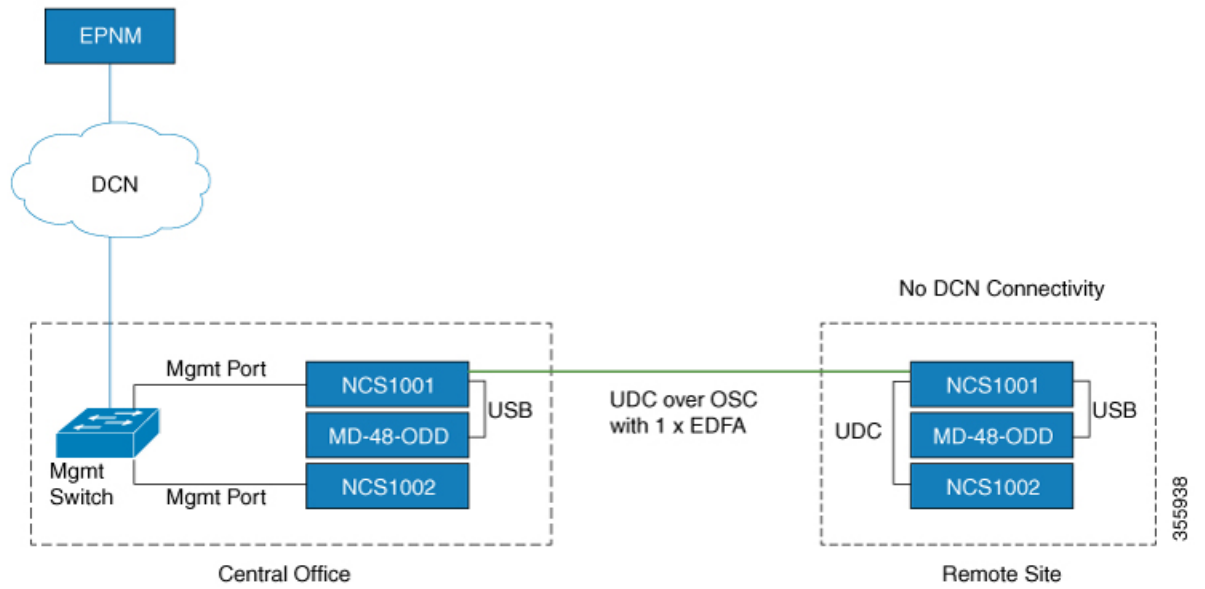 EPNM
DCN
No DCN Connectivity
Mgmt Port
NCS1001
USB
MD-48-ODD
Mgmt
Switch
Mgmt Port
NCS1002
UDC over OSC
with 1 x EDFA
UDC
NCS1001
USB
MD-48-ODD
NCS1002
355938
Central Office
Remote Site